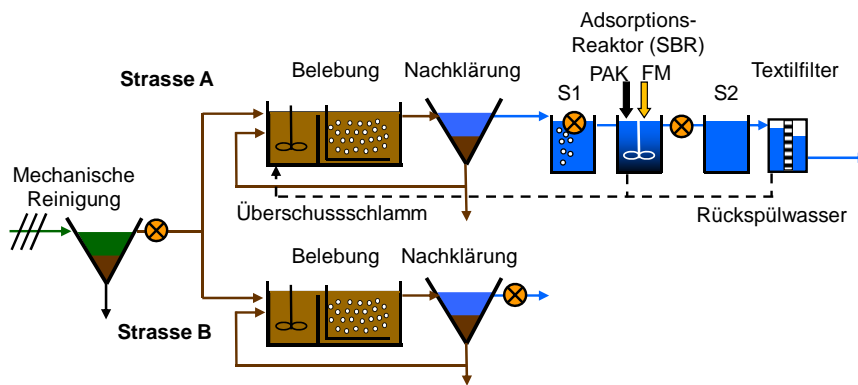 Adsorptions-
Reaktor (SBR)
Strasse A
Belebung
Nachklärung
S1
PAK
FM
S2
Textilfilter
Mechanische
Reinigung
Überschussschlamm
Rückspülwasser
Belebung
Nachklärung
Strasse B